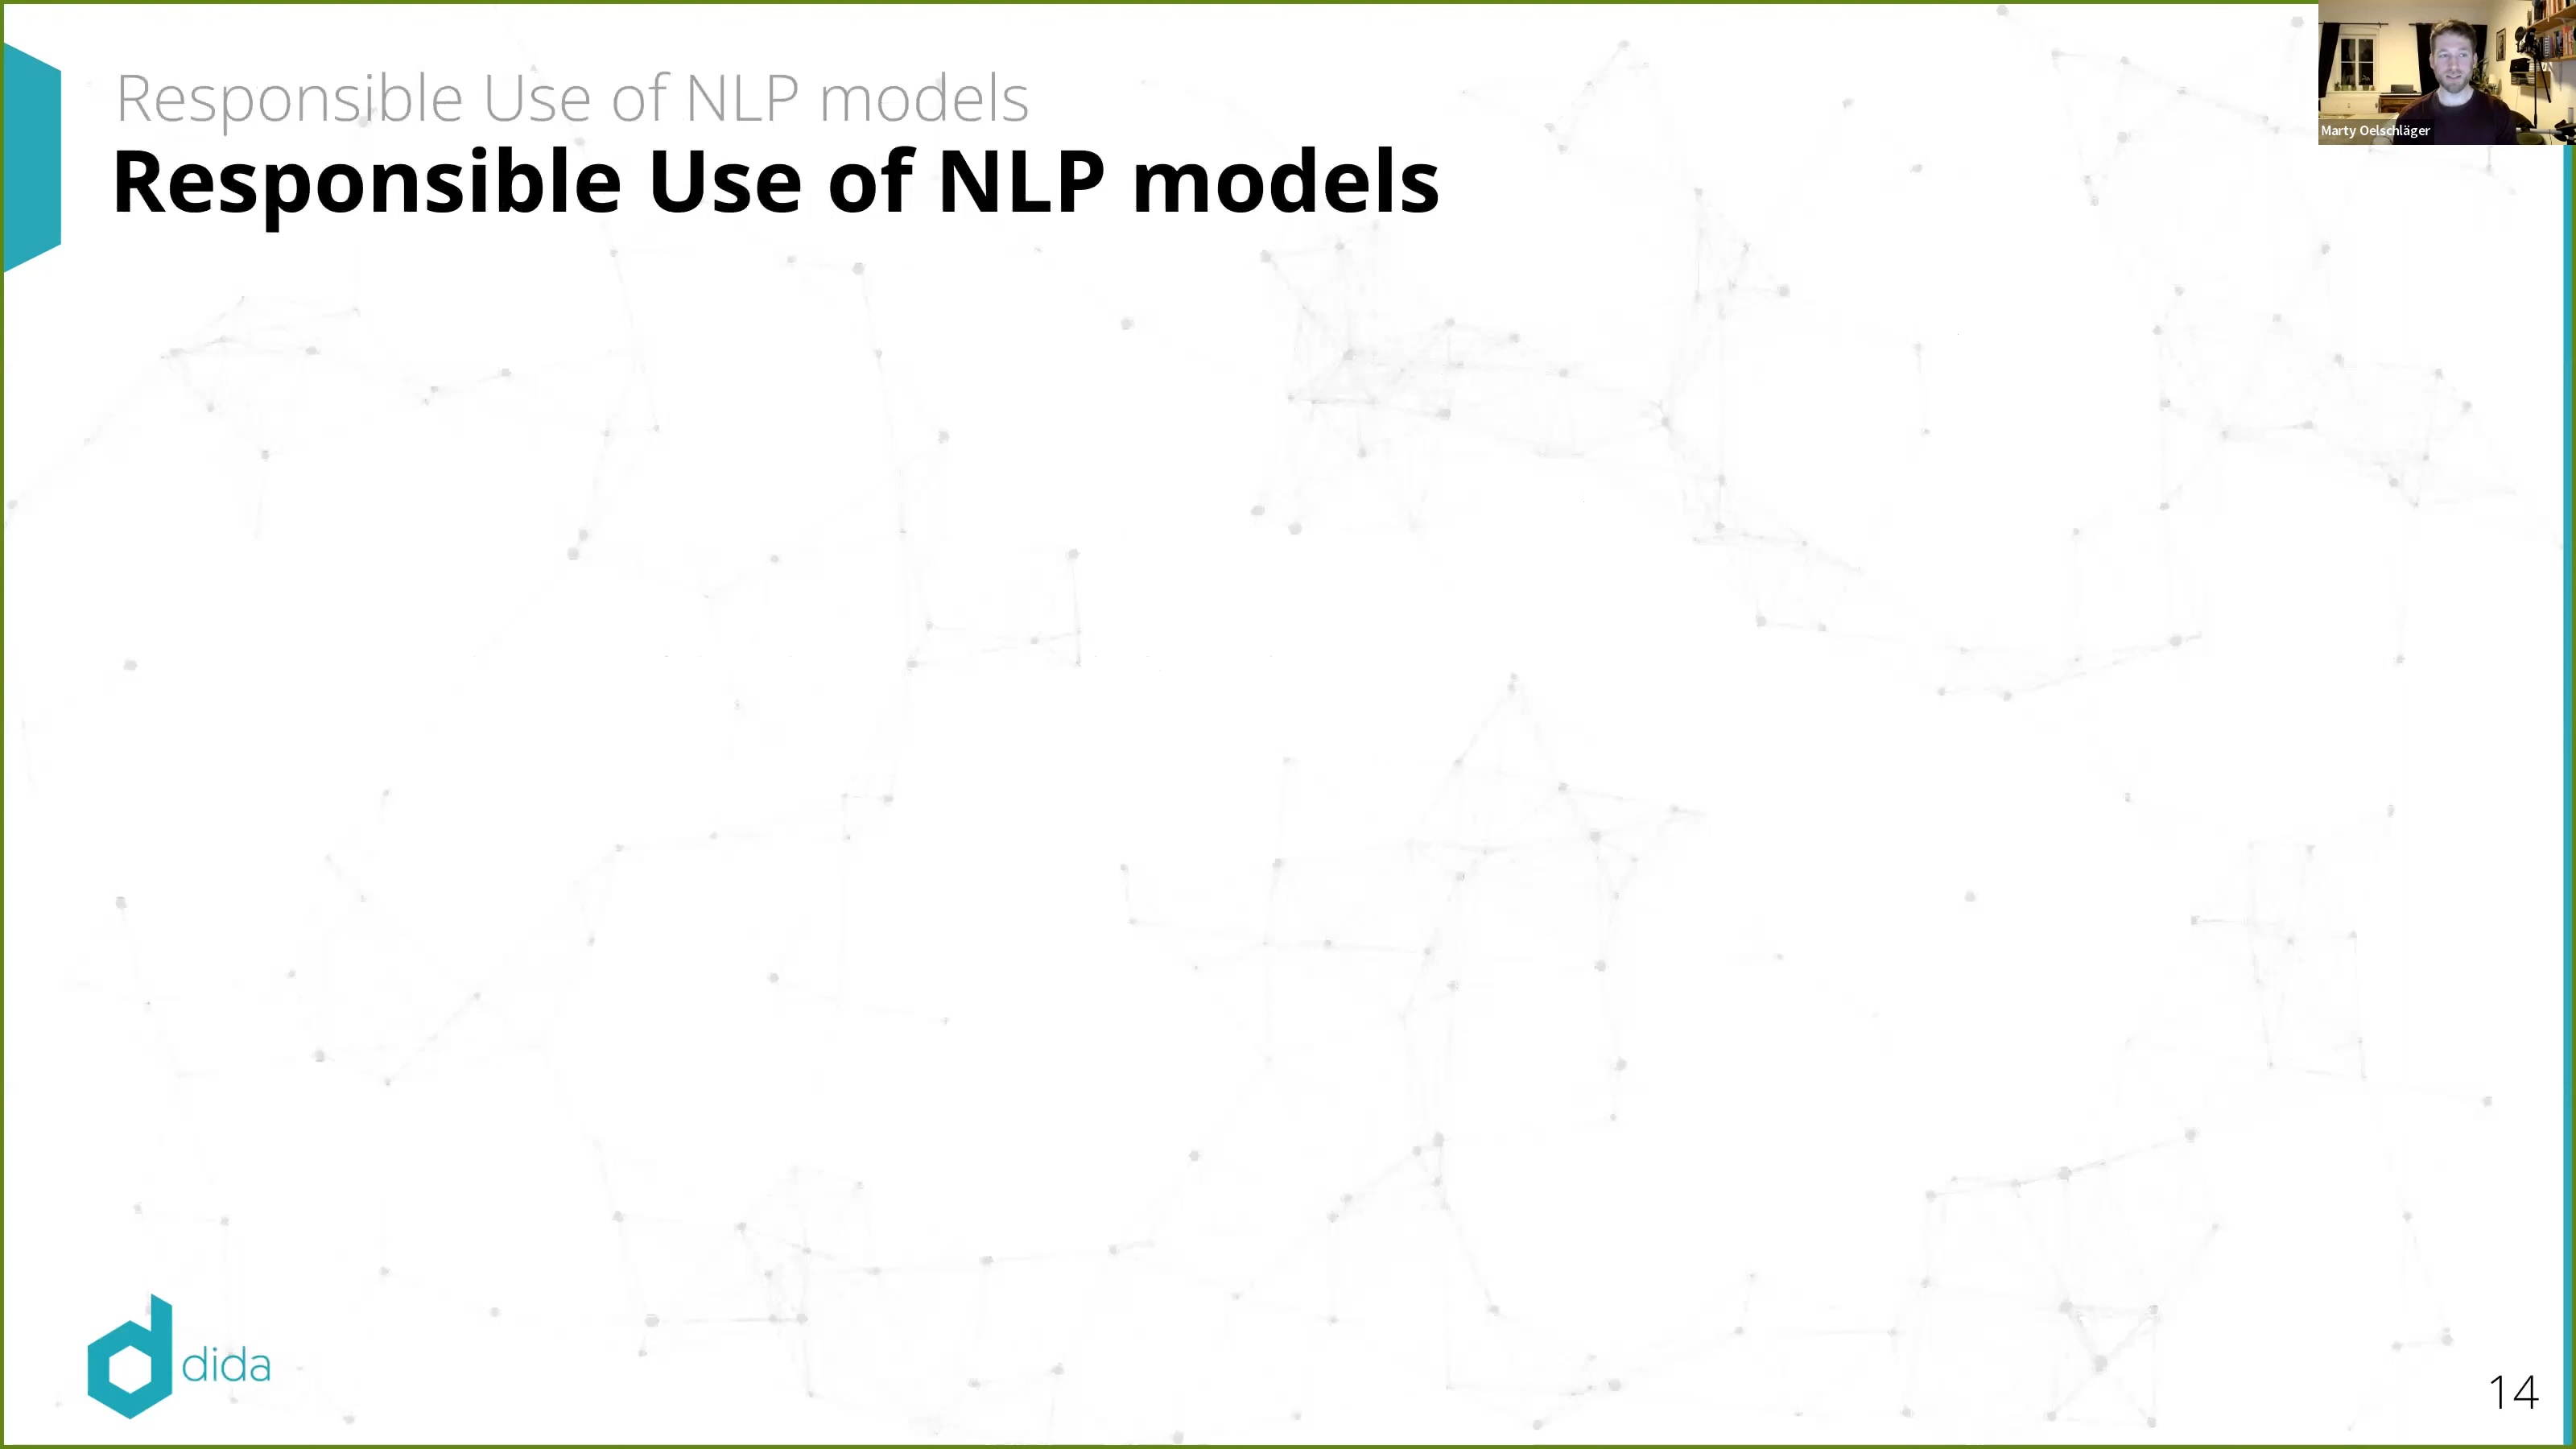 Responsible Use of NLP models
Responsible Use of NLP models
Marty Oelschläger
dida
14